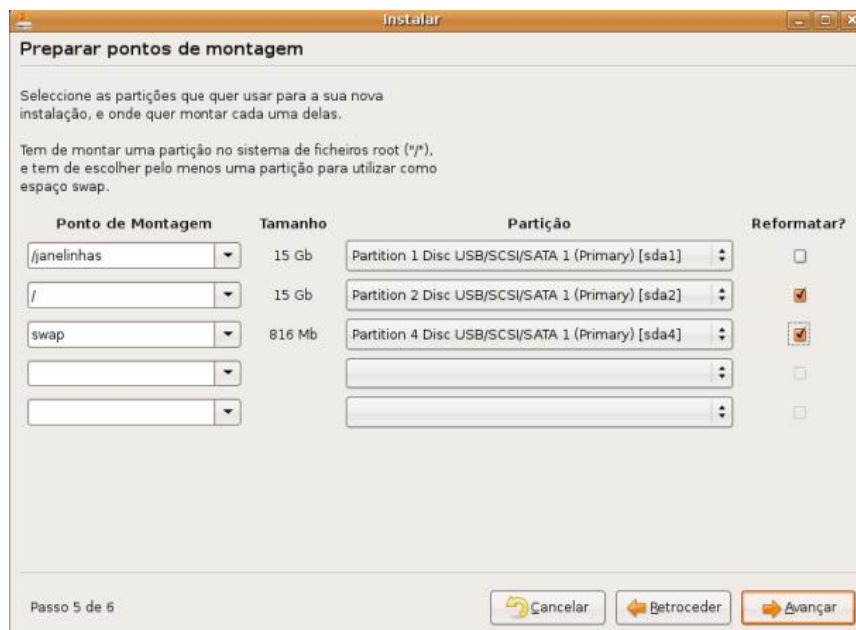 Instalar
Preparar pontos de montagem
Seleccione as partições que quer usar para a sua nova
instalação, e onde quer montar cada uma delas.
Tem de montar uma partição no sistema de ficheiros root ("/"),
e tem de escolher pelo menos uma partição para utilizar como
espaço swap.
Ponto de Montagem Tamanho Partição Reformatar?
/janelinhas 15 Gb Partition 1 Disc USB/SCSI/SATA 1 (Primary) [sda1]
/ 15 Gb Partition 2 Disc USB/SCSI/SATA 1 (Primary) [sda2]
swap 816 Mb Partition 4 Disc USB/SCSI/SATA 1 (Primary) [sda4]
Passo 5 de 6 Cancelar Retroceder Avançar